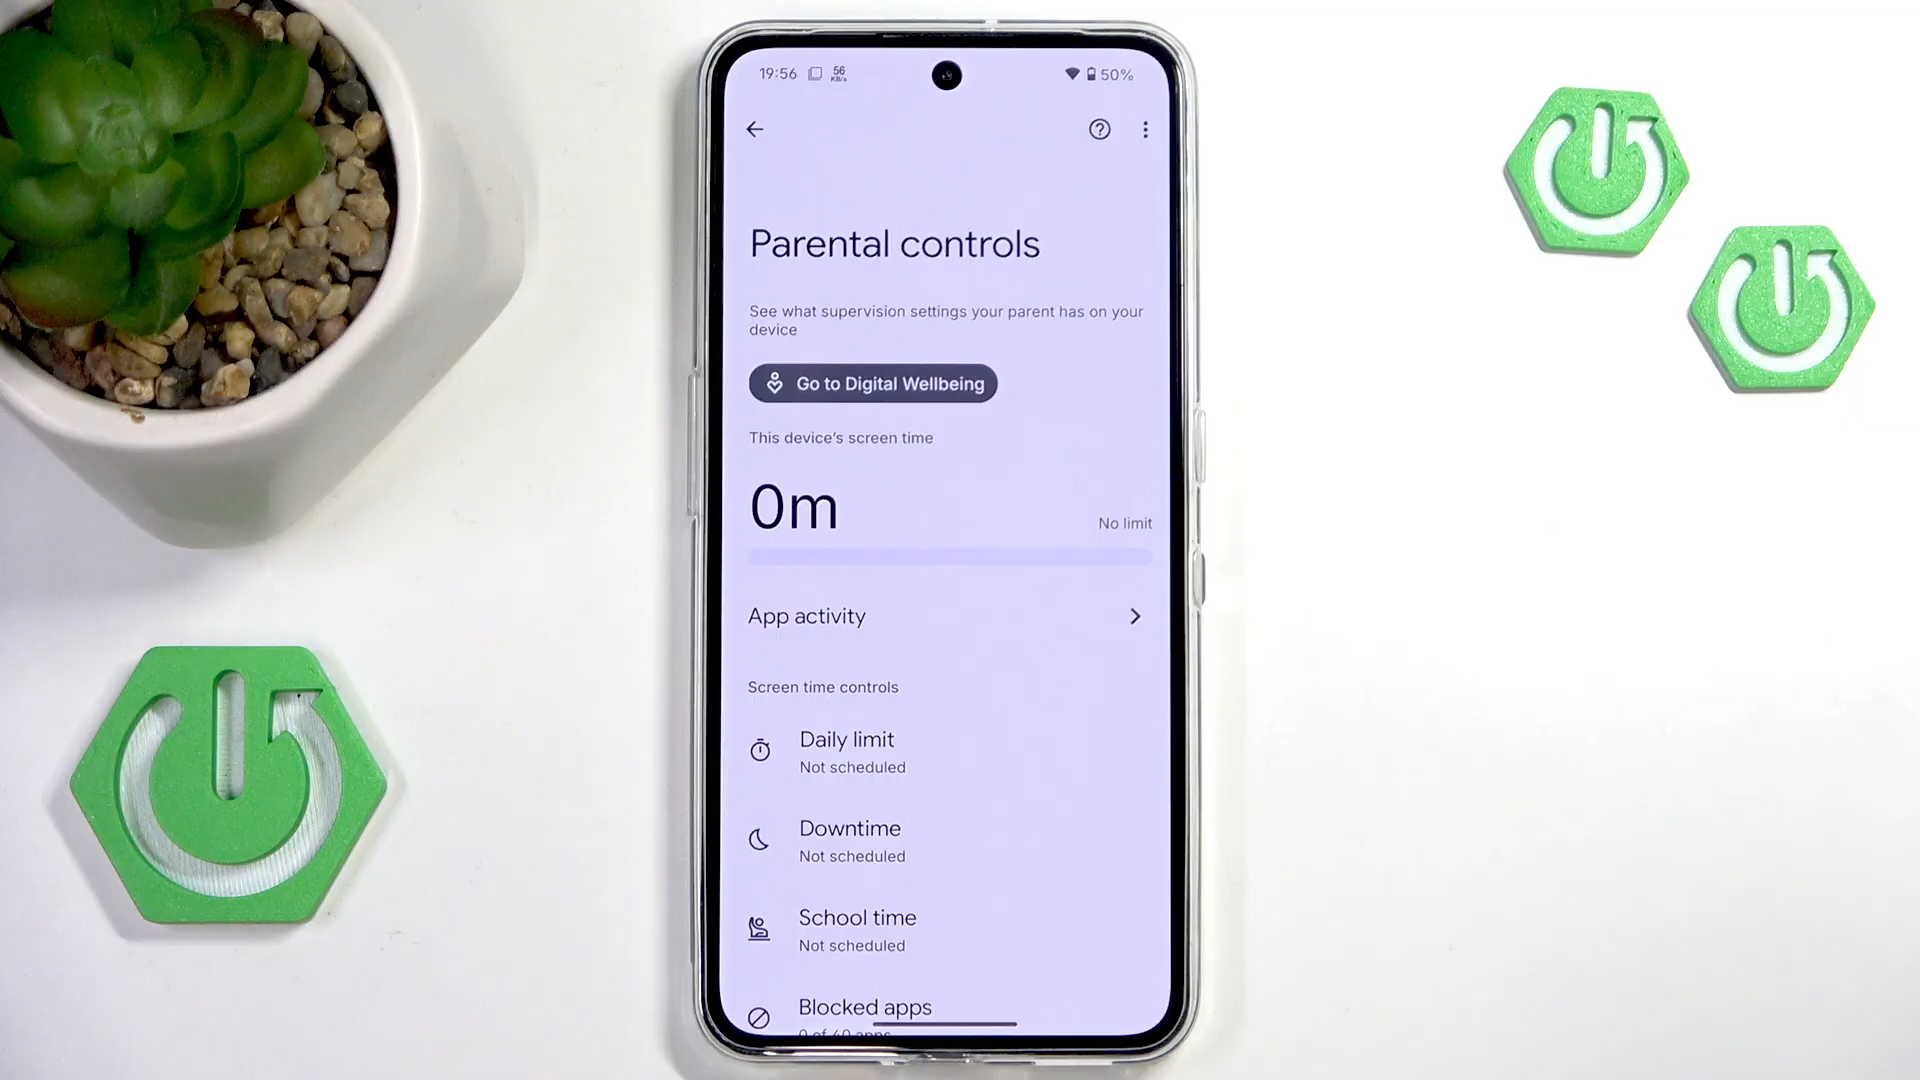 19:56 56 KB/s 50%
Parental controls
See what supervision settings your parent has on your
device
Go to Digital Wellbeing
This device's screen time
0m
No limit
App activity
Screen time controls
Daily limit
Not scheduled
Downtime
Not scheduled
School time
Not scheduled
Blocked apps
0 of 40 apps